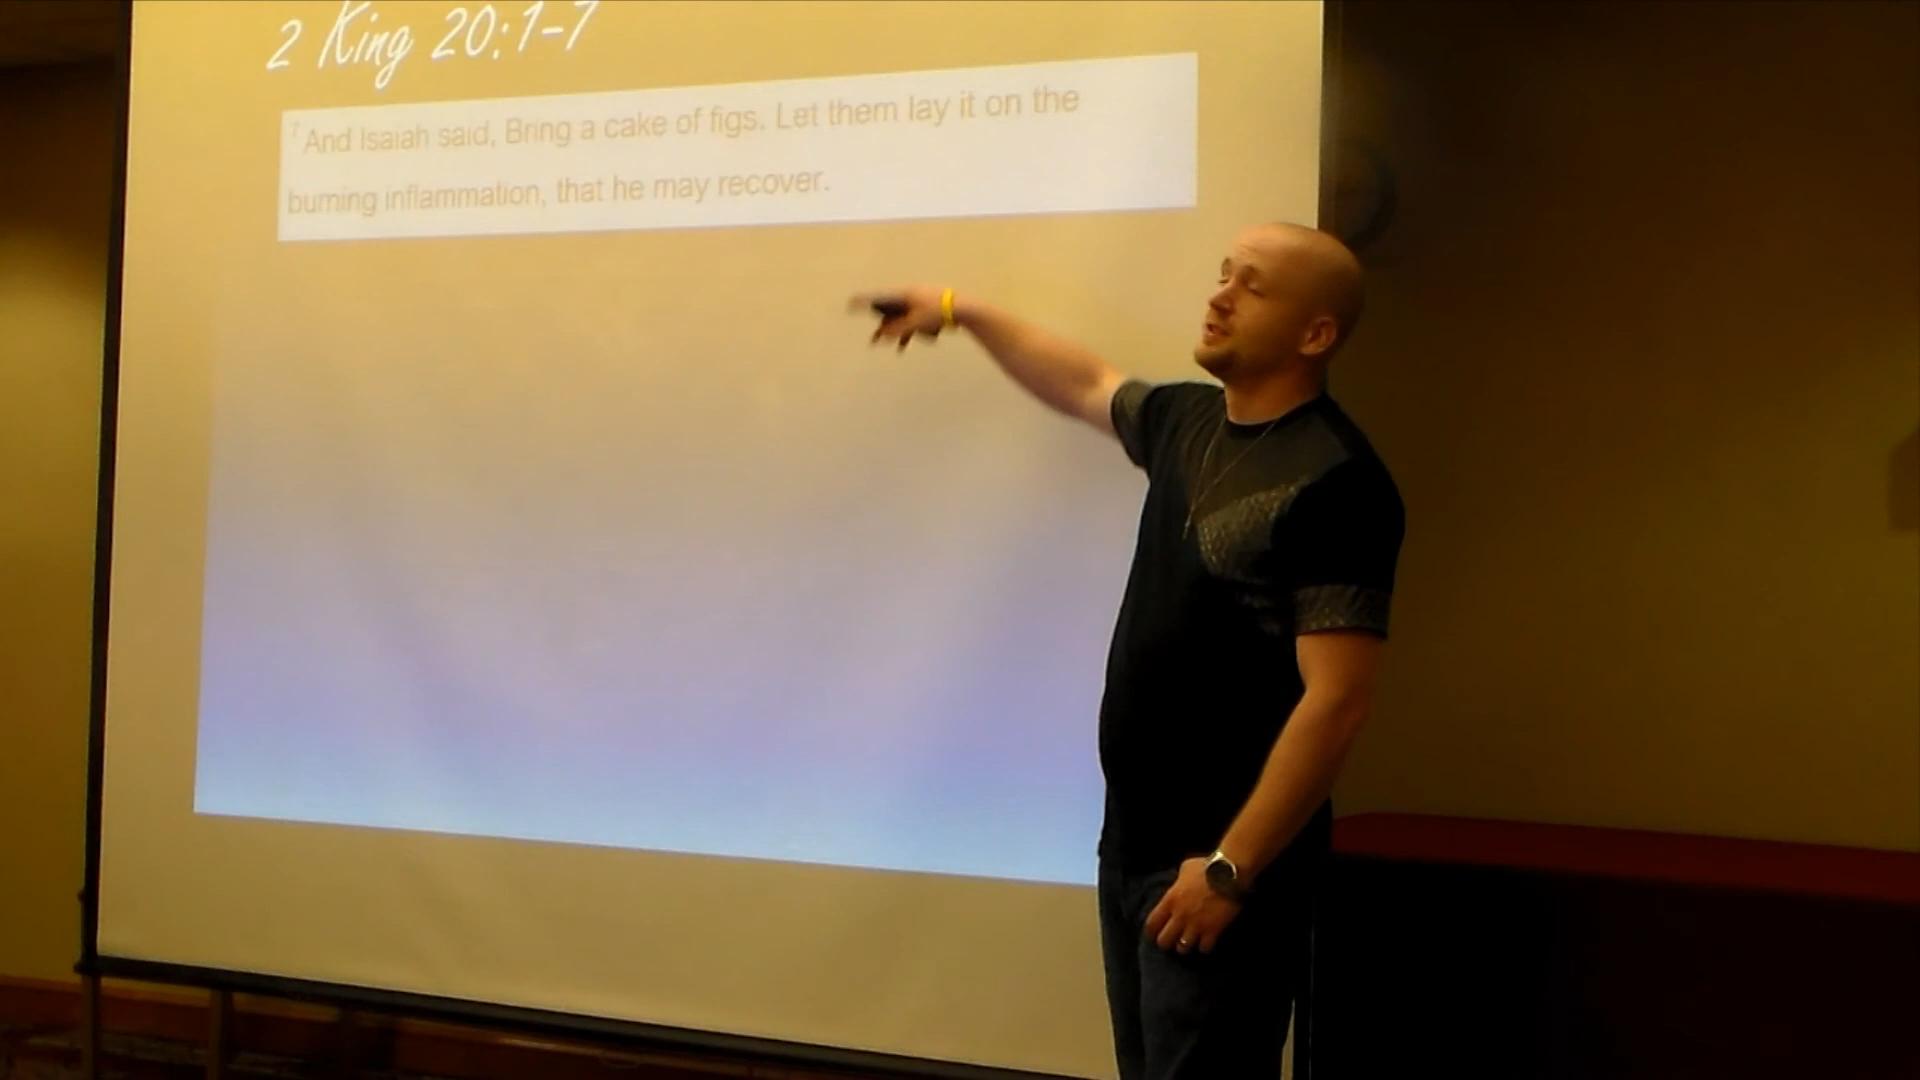 2 King 20:1-7
7 And Isaiah said, Bring a cake of figs. Let them lay it on the
burning inflammation, that he may recover.